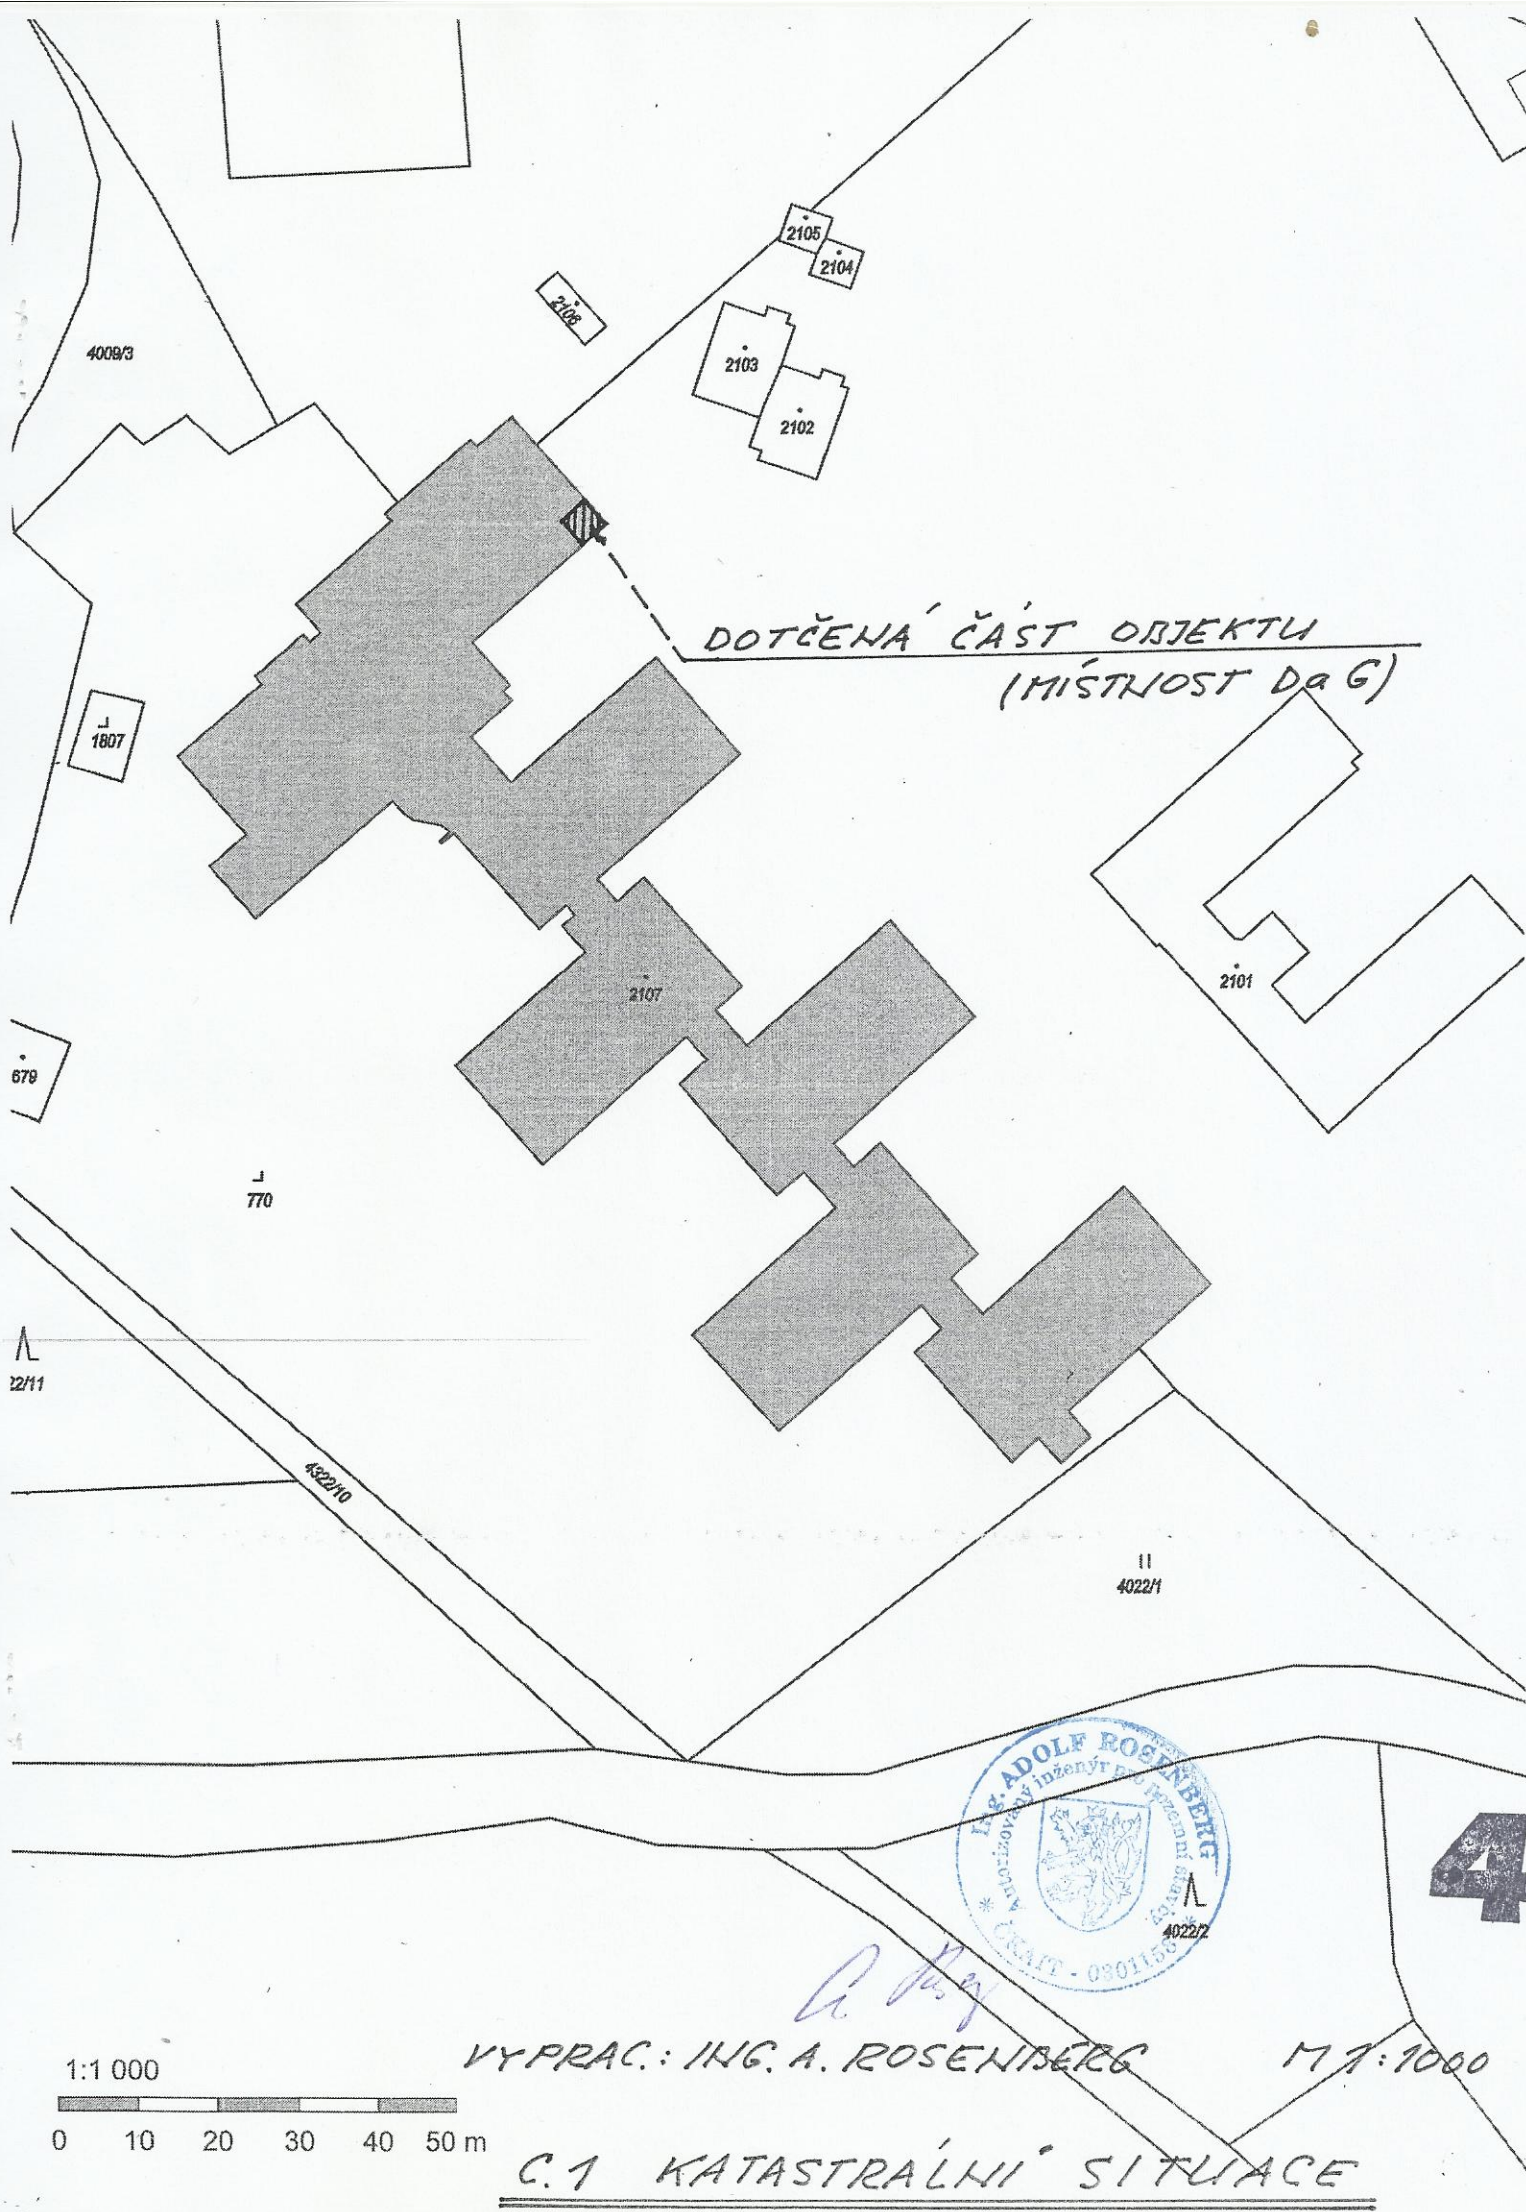 2105
2104
2106
4009/3
2103
2102
DOTČENÁ ČÁST OBJEKTU
(MÍSTNOST D a G)
1807
2101
2107
679
770
22/11
4322/10
4022/1
Ing. ADOLF ROSENBERG
Autorizovaný inženýr pro pozemní stavby
* ČKAIT - 0301158 *
4
4022/2
VYPRAC.: ING. A. ROSENBERG
M 1:1000
1:1 000
0 10 20 30 40 50 m
C.1 KATASTRÁLNÍ SITUACE